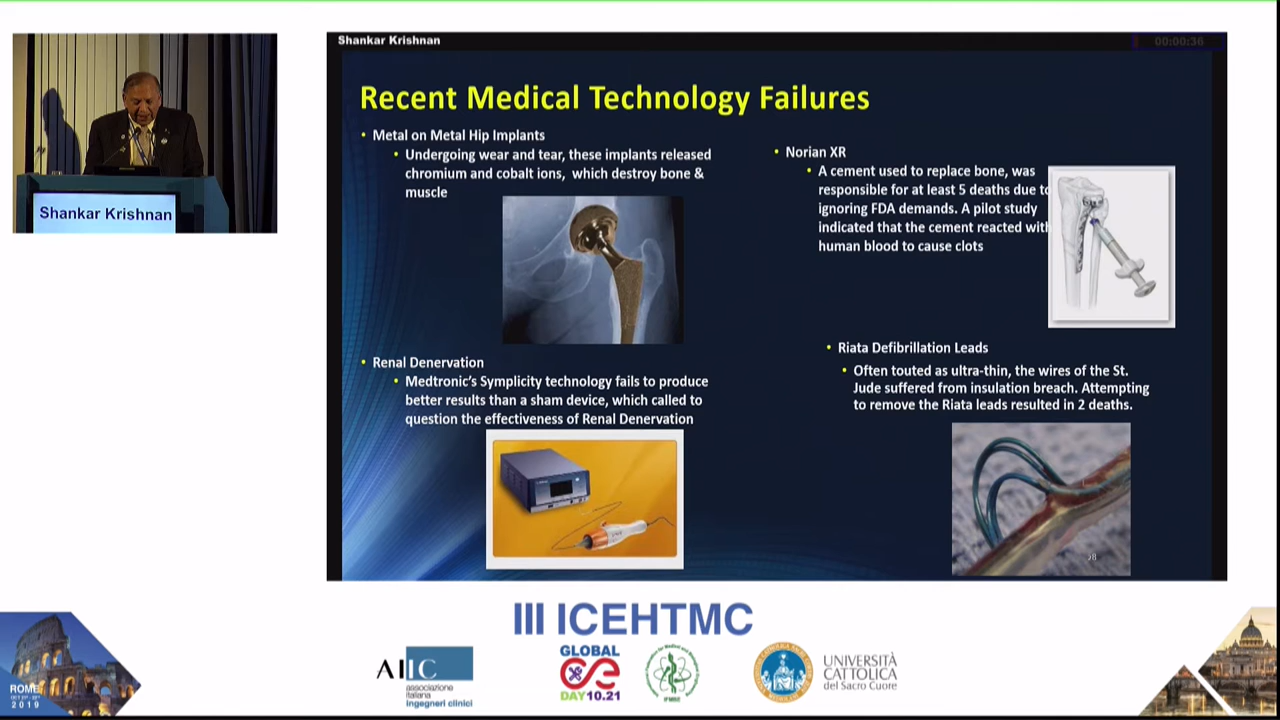 Shankar Krishnan
00:00:36
Shankar Krishnan
Recent Medical Technology Failures
• Metal on Metal Hip Implants
• Undergoing wear and tear, these implants released
chromium and cobalt ions, which destroy bone &
muscle
• Norian XR
• A cement used to replace bone, was
responsible for at least 5 deaths due to
ignoring FDA demands. A pilot study
indicated that the cement reacted with
human blood to cause clots
• Renal Denervation
• Medtronic's Symplicity technology fails to produce
better results than a sham device, which called to
question the effectiveness of Renal Denervation
• Riata Defibrillation Leads
• Often touted as ultra-thin, the wires of the St.
Jude suffered from insulation breach. Attempting
to remove the Riata leads resulted in 2 deaths.
III ICEHTMC
ROME
2019
AIIC
associazione
italiana
ingegneri clinici
GLOBAL
CE
DAY 10.21
UNIVERSITÀ
CATTOLICA
del Sacro Cuore